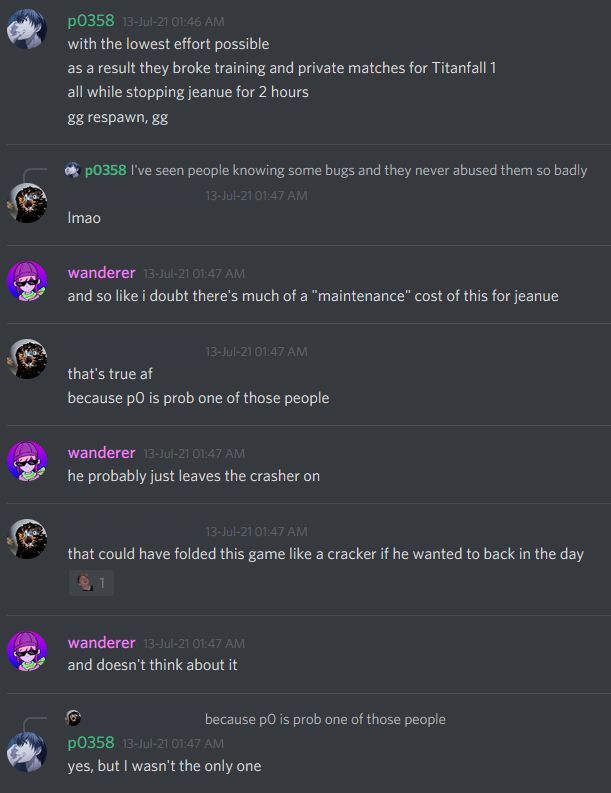 p0358 13-Jul-21 01:46 AM
with the lowest effort possible
as a result they broke training and private matches for Titanfall 1
all while stopping jeanue for 2 hours
gg respawn, gg
p0358 I've seen people knowing some bugs and they never abused them so badly
13-Jul-21 01:47 AM
lmao
wanderer 13-Jul-21 01:47 AM
and so like i doubt there's much of a "maintenance" cost of this for jeanue
13-Jul-21 01:47 AM
that's true af
because p0 is prob one of those people
wanderer 13-Jul-21 01:47 AM
he probably just leaves the crasher on
13-Jul-21 01:47 AM
that could have folded this game like a cracker if he wanted to back in the day
1
wanderer 13-Jul-21 01:47 AM
and doesn't think about it
because p0 is prob one of those people
p0358 13-Jul-21 01:47 AM
yes, but I wasn't the only one